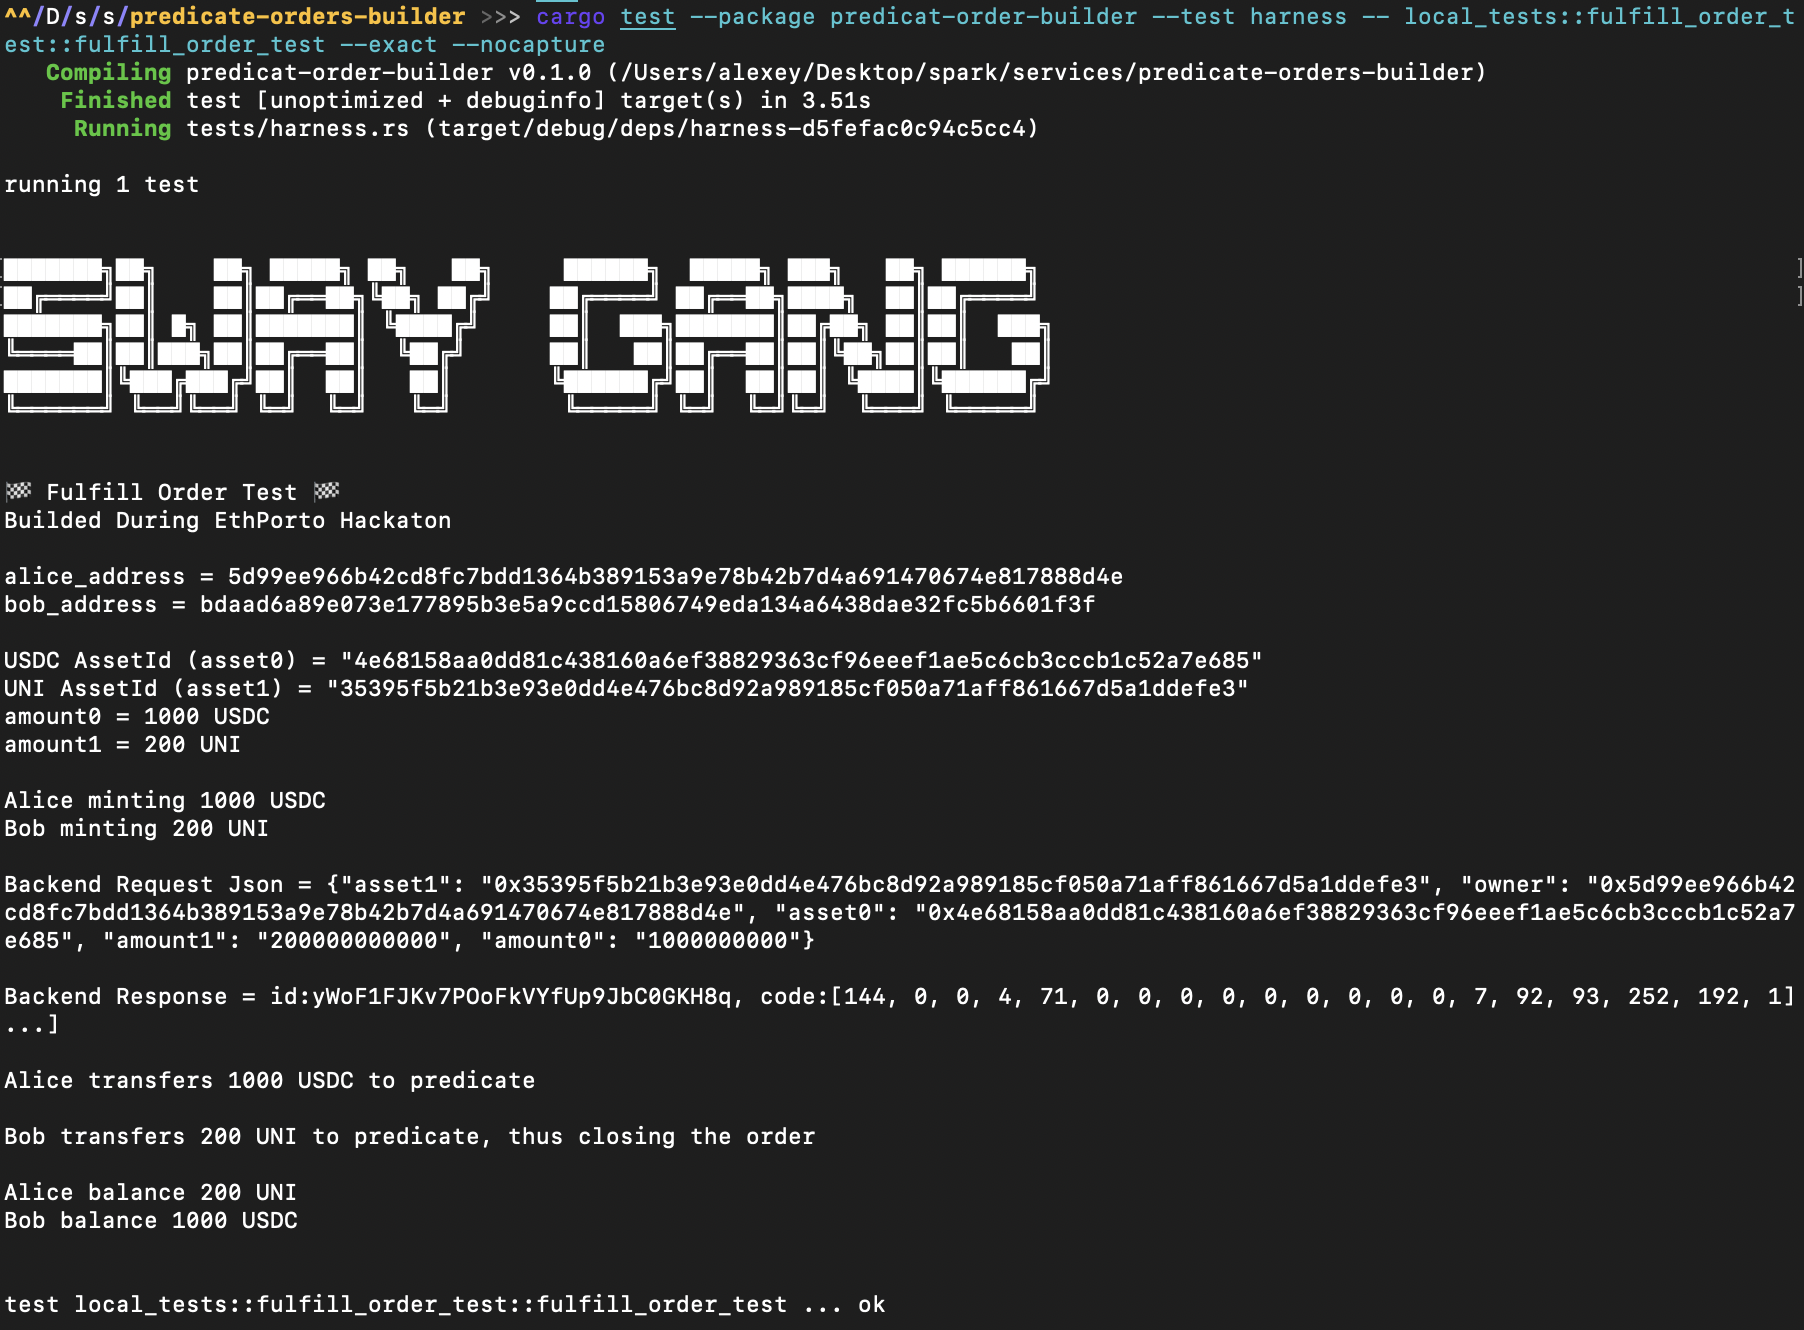 ^^/D/s/s/predicate-orders-builder >>> cargo test --package predicat-order-builder --test harness -- local_tests::fulfill_order_t
est::fulfill_order_test --exact --nocapture
Compiling predicat-order-builder v0.1.0 (/Users/alexey/Desktop/spark/services/predicate-orders-builder)
Finished test [unoptimized + debuginfo] target(s) in 3.51s
Running tests/harness.rs (target/debug/deps/harness-d5fefac0c94c5cc4)
running 1 test
SWAY GANG
🏁 Fulfill Order Test 🏁
Builded During EthPorto Hackaton
alice_address = 5d99ee966b42cd8fc7bdd1364b389153a9e78b42b7d4a691470674e817888d4e
bob_address = bdaad6a89e073e177895b3e5a9ccd15806749eda134a6438dae32fc5b6601f3f
USDC AssetId (asset0) = "4e68158aa0dd81c438160a6ef38829363cf96eeef1ae5c6cb3cccb1c52a7e685"
UNI AssetId (asset1) = "35395f5b21b3e93e0dd4e476bc8d92a989185cf050a71aff861667d5a1ddefe3"
amount0 = 1000 USDC
amount1 = 200 UNI
Alice minting 1000 USDC
Bob minting 200 UNI
Backend Request Json = {"asset1": "0x35395f5b21b3e93e0dd4e476bc8d92a989185cf050a71aff861667d5a1ddefe3", "owner": "0x5d99ee966b42
cd8fc7bdd1364b389153a9e78b42b7d4a691470674e817888d4e", "asset0": "0x4e68158aa0dd81c438160a6ef38829363cf96eeef1ae5c6cb3cccb1c52a7
e685", "amount1": "200000000000", "amount0": "1000000000"}
Backend Response = id:yWoF1FJKv7POoFkVYfUp9JbC0GKH8q, code:[144, 0, 0, 4, 71, 0, 0, 0, 0, 0, 0, 0, 0, 0, 7, 92, 93, 252, 192, 1]
...]
Alice transfers 1000 USDC to predicate
Bob transfers 200 UNI to predicate, thus closing the order
Alice balance 200 UNI
Bob balance 1000 USDC
test local_tests::fulfill_order_test::fulfill_order_test ... ok